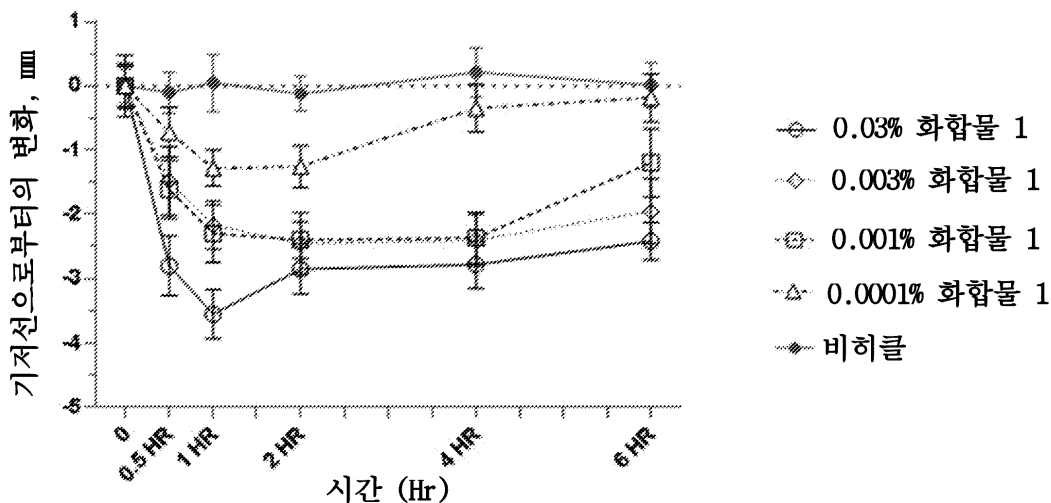 기저선으로부터의 변화, ㎜
1
0
-1
-2
-3
-4
-5
0
0.5 HR
1 HR
2 HR
4 HR
6 HR
시간 (Hr)
0.03% 화합물 1
0.003% 화합물 1
0.001% 화합물 1
0.0001% 화합물 1
비히클